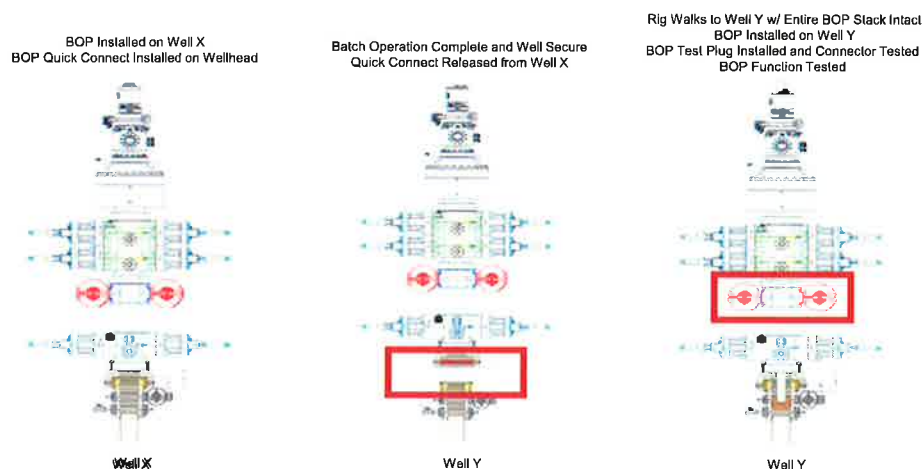 BOP Installed on Well X
BOP Quick Connect Installed on Wellhead
Batch Operation Complete and Well Secure
Quick Connect Released from Well X
Rig Walks to Well Y w/ Entire BOP Stack Intact
BOP Installed on Well Y
BOP Test Plug Installed and Connector Tested
BOP Function Tested
Well X
Well Y
Well Y